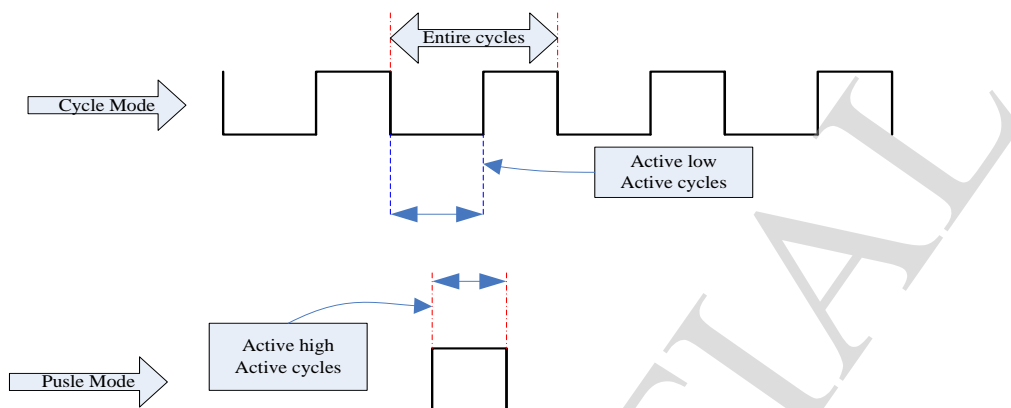 Entire cycles
Cycle Mode
Active low
Active cycles
Active high
Active cycles
Pusle Mode
TIAL